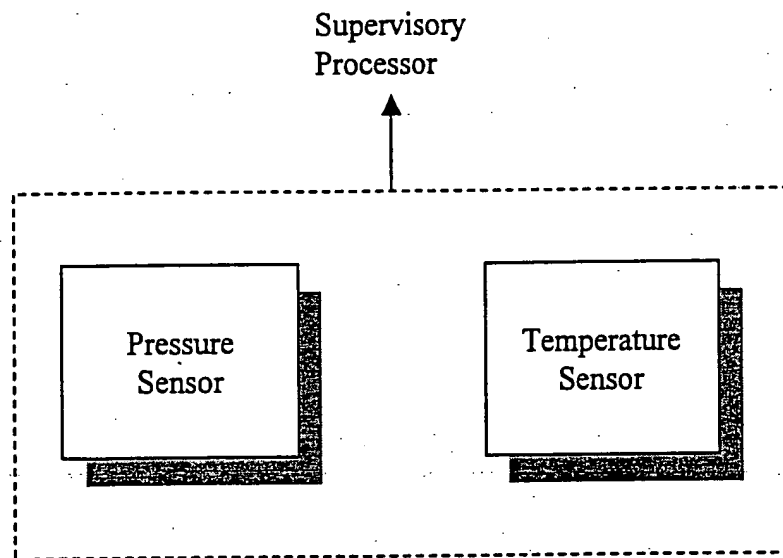 Supervisory
Processor
Pressure
Sensor
Temperature
Sensor